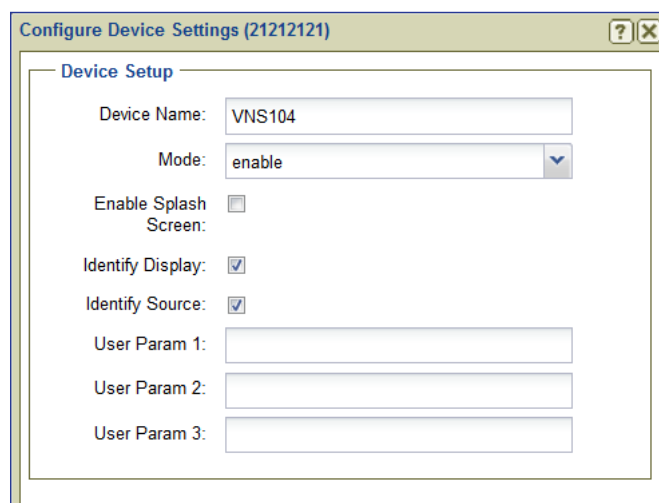 Configure Device Settings (21212121) ?
Device Setup
Device Name: VNS104
Mode: enable
Enable Splash
Screen:
Identify Display:
Identify Source:
User Param 1:
User Param 2:
User Param 3: